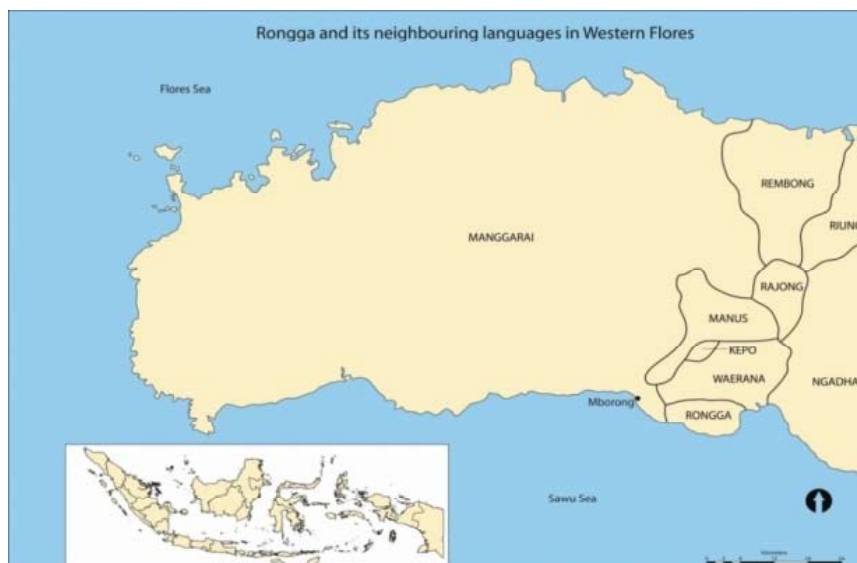 Rongga and its neighbouring languages in Western Flores
Flores Sea
REMBONG
RIUNG
MANGGARAI
RAJONG
MANUS
KEPO
WAERANA
NGADHA
Mborong
RONGGA
Sawu Sea